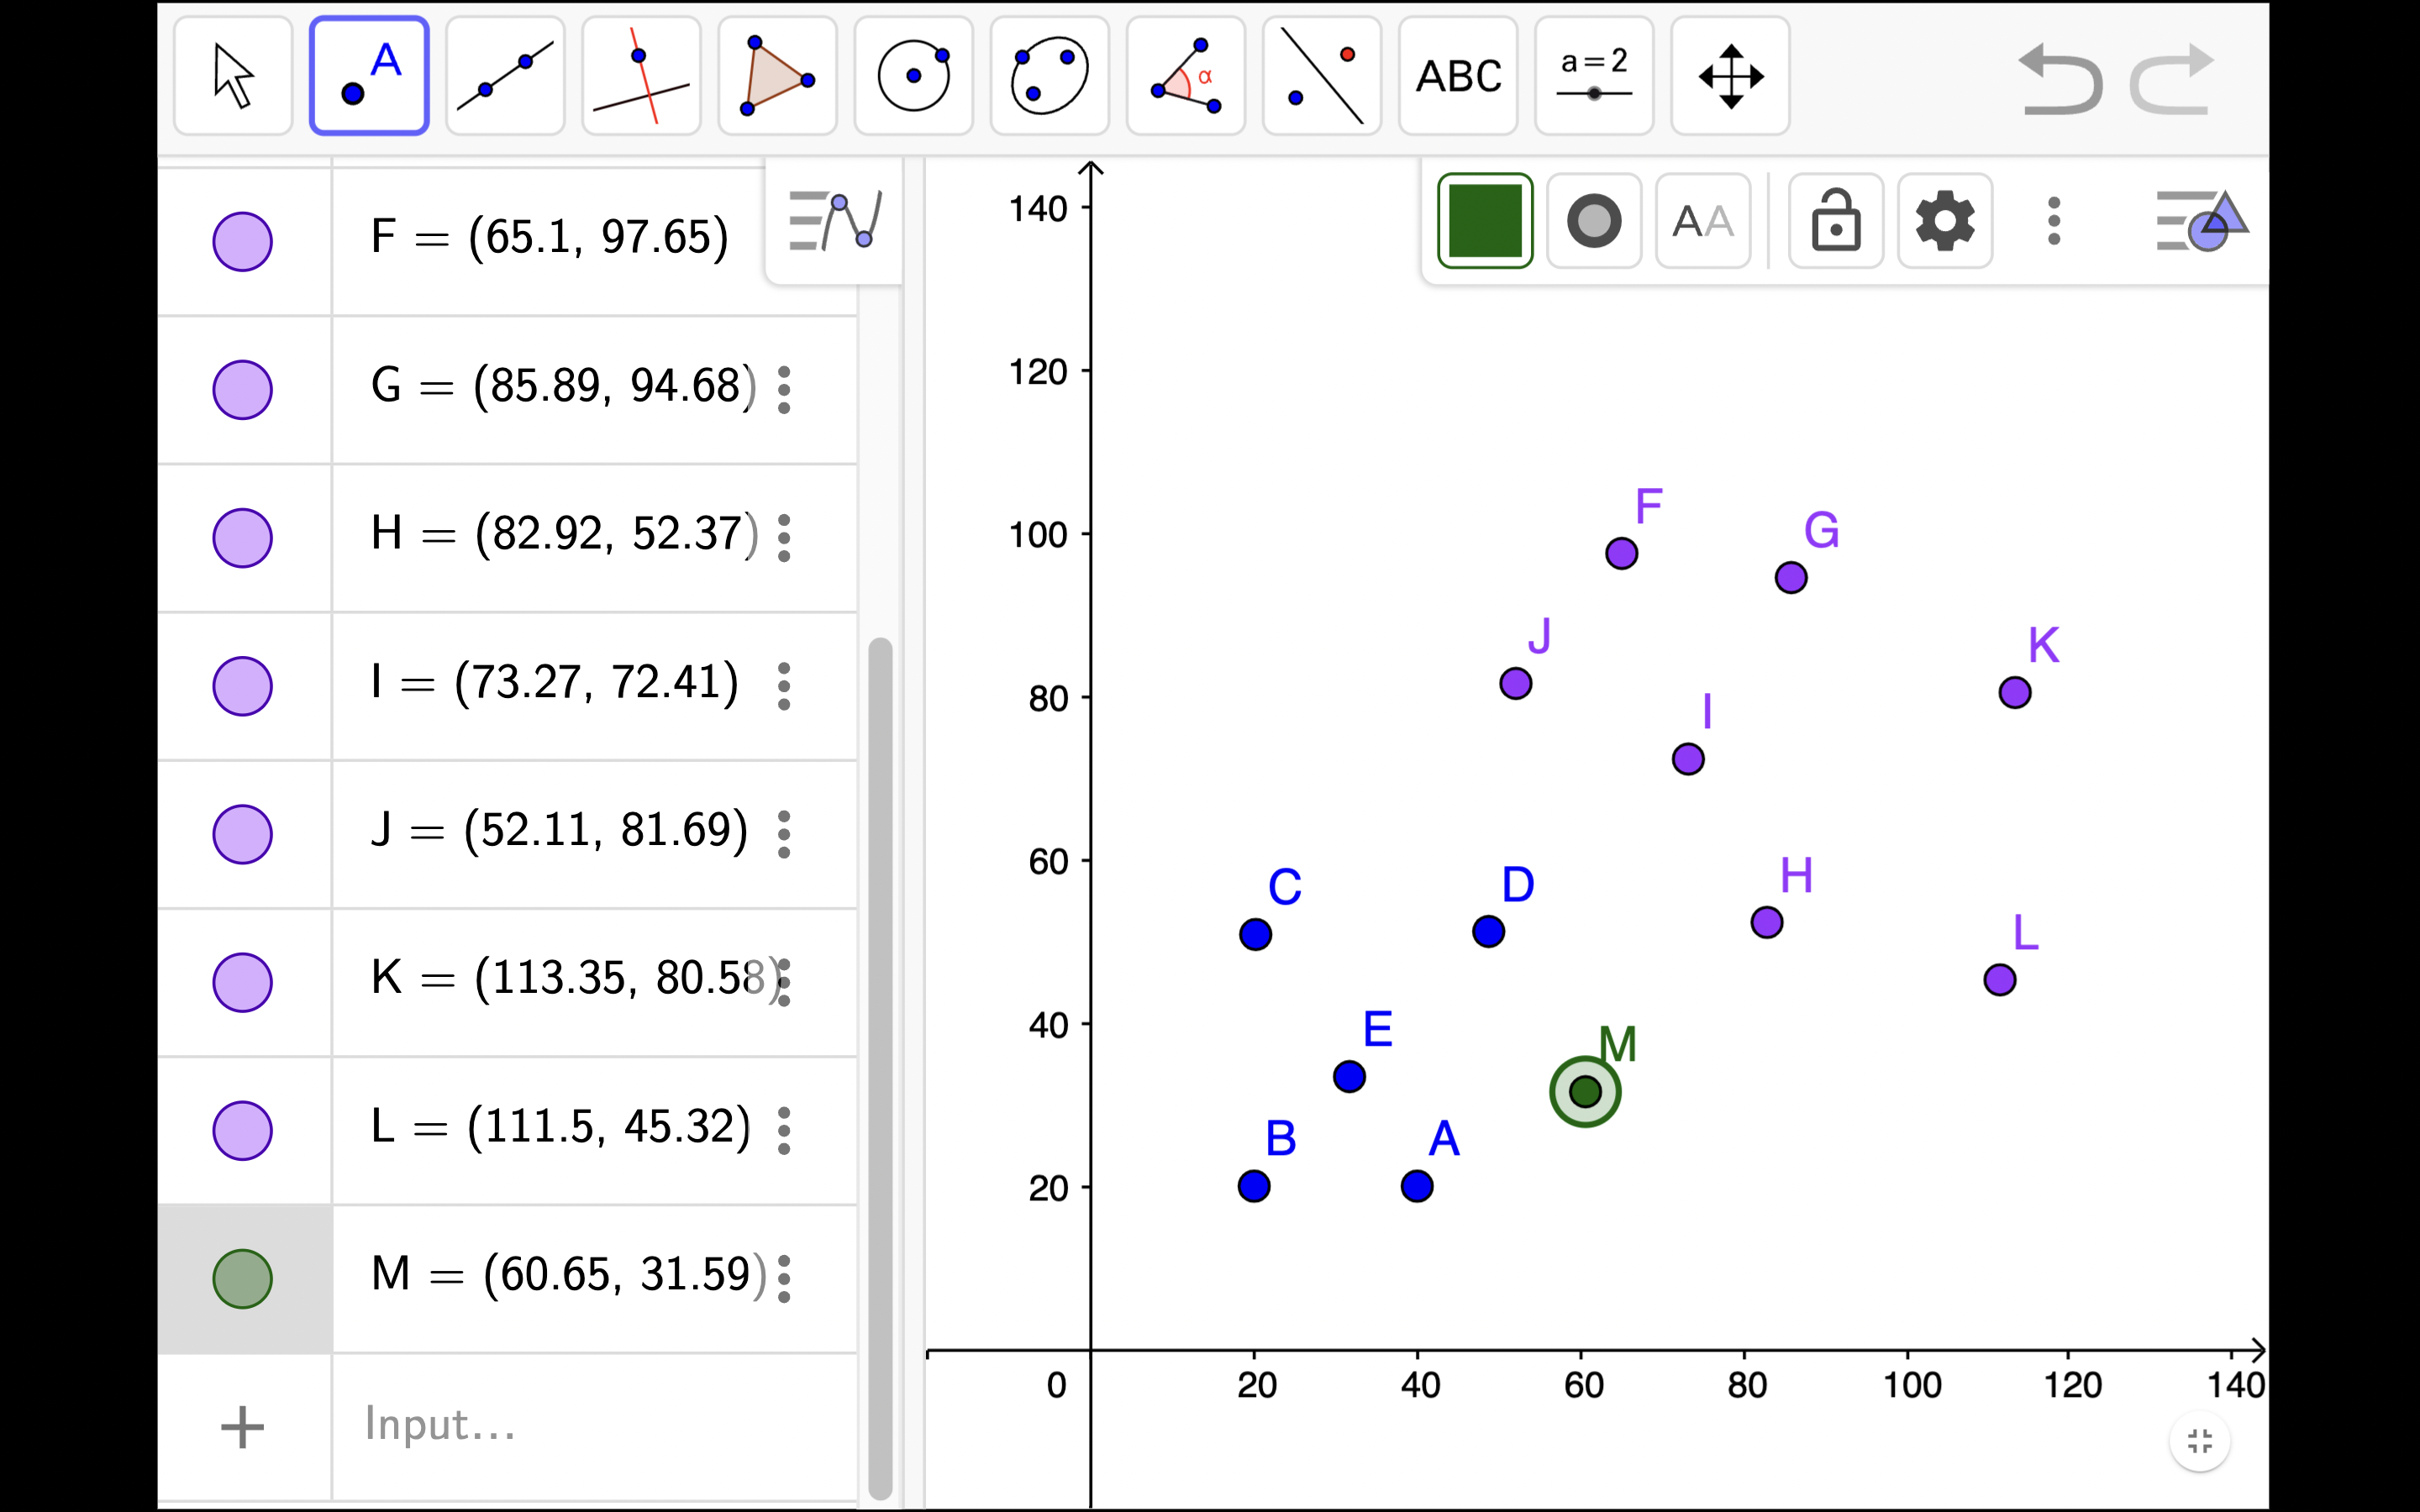 A
α
ABC
a = 2
F = (65.1, 97.65)
G = (85.89, 94.68)
H = (82.92, 52.37)
I = (73.27, 72.41)
J = (52.11, 81.69)
K = (113.35, 80.58)
L = (111.5, 45.32)
M = (60.65, 31.59)
Input...
AA
140
120
100
80
60
40
20
0
20
40
60
80
100
120
140
F
G
J
K
I
C
D
H
L
E
M
B
A